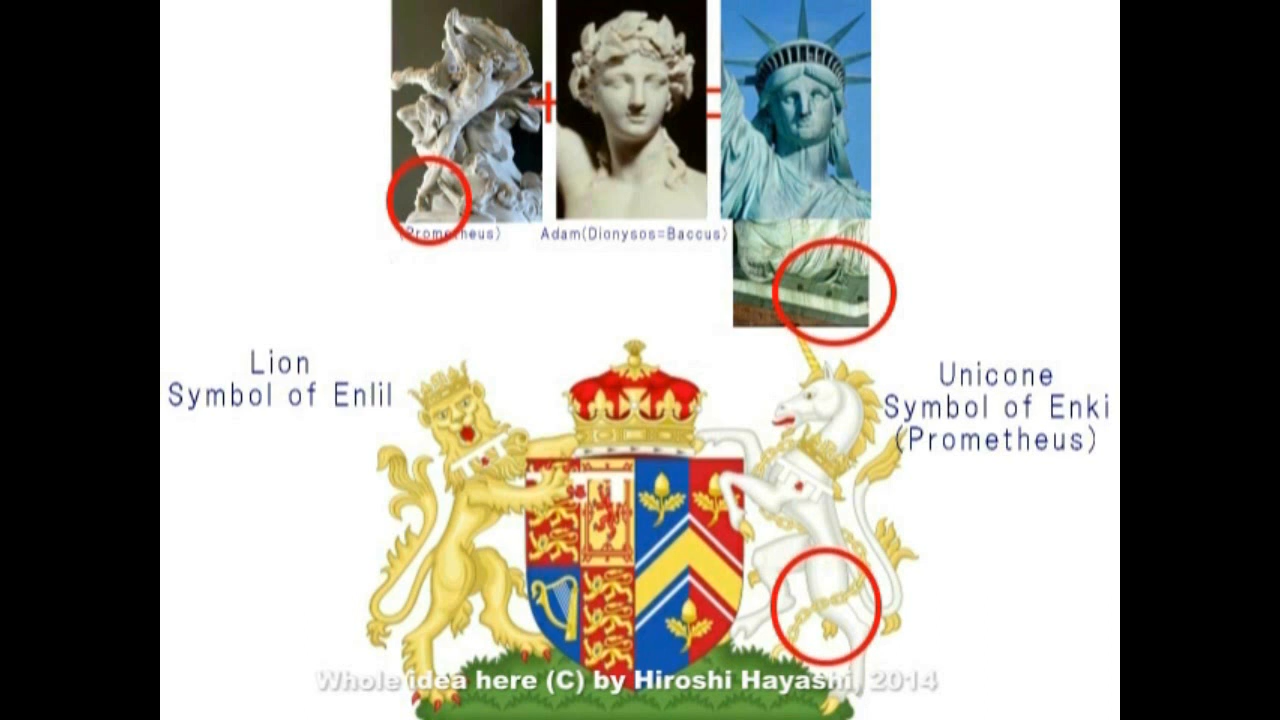 (Prometheus)
Adam(Dionysos=Baccus)
Lion
Symbol of Enlil
Unicone
Symbol of Enki
(Prometheus)
Whole idea here (C) by Hiroshi Hayashi, 2014